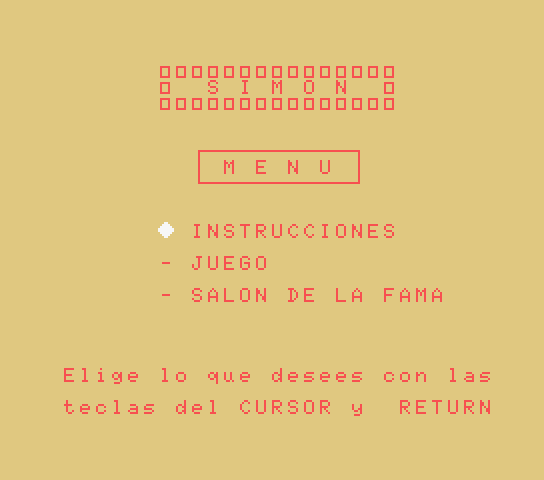 S I M O N
M E N U
INSTRUCCIONES
- JUEGO
- SALON DE LA FAMA
Elige lo que desees con las
teclas del CURSOR y  RETURN